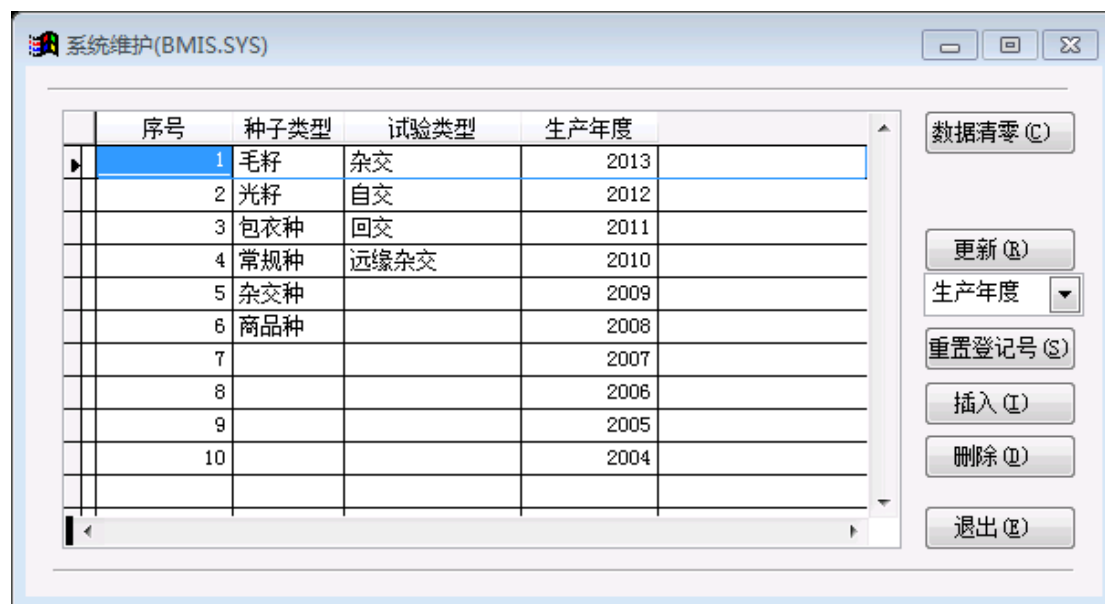 系统维护(BMIS.SYS)
序号 种子类型 试验类型 生产年度
1 毛籽 杂交 2013
2 光籽 自交 2012
3 包衣种 回交 2011
4 常规种 远缘杂交 2010
5 杂交种 2009
6 商品种 2008
7 2007
8 2006
9 2005
10 2004
数据清零(C)
更新(R)
生产年度
重置登记号(S)
插入(I)
删除(D)
退出(E)